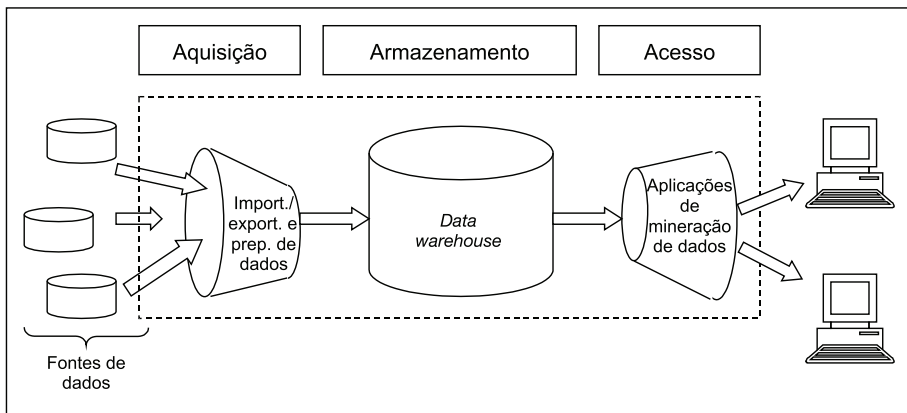 Aquisição
Armazenamento
Acesso
Import./
export. e
prep. de
dados
Data
warehouse
Aplicações
de
mineração
de dados
Fontes de
dados